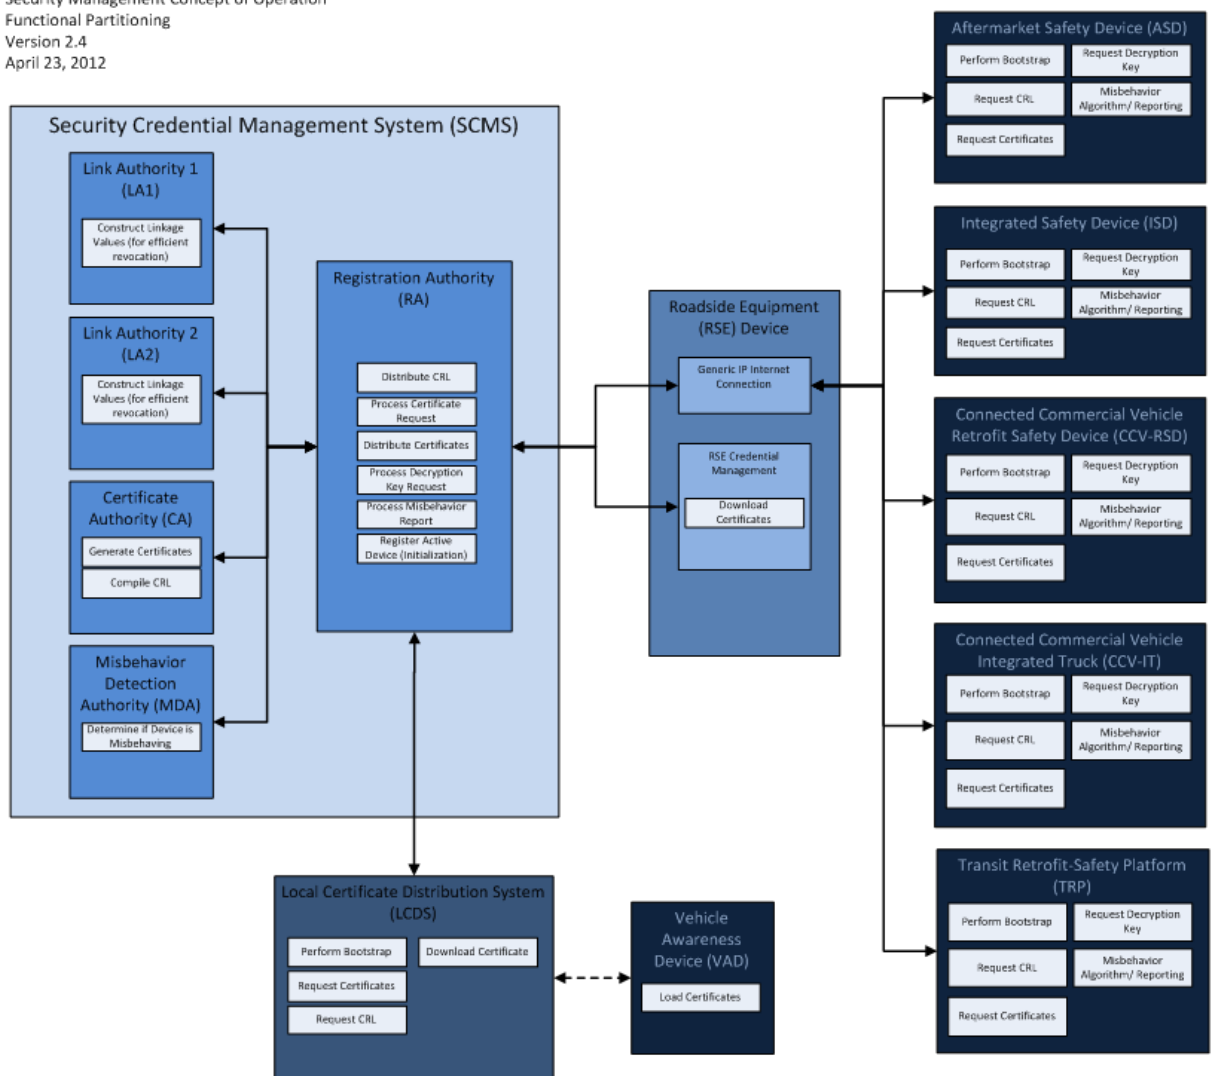 Security Management Concept of Operation
Functional Partitioning
Version 2.4
April 23, 2012
Security Credential Management System (SCMS)
Link Authority 1
(LA1)
Construct Linkage
Values (for efficient
revocation)
Link Authority 2
(LA2)
Construct Linkage
Values (for efficient
revocation)
Certificate
Authority (CA)
Generate Certificates
Compile CRL
Misbehavior
Detection
Authority (MDA)
Determine if Device is
Misbehaving
Registration Authority
(RA)
Distribute CRL
Process Certificate
Request
Distribute Certificates
Process Decryption
Key Request
Process Misbehavior
Report
Register Active
Device (Initialization)
Roadside Equipment
(RSE) Device
Generic IP Internet
Connection
RSE Credential
Management
Download
Certificates
Aftermarket Safety Device (ASD)
Perform Bootstrap
Request Decryption
Key
Request CRL
Misbehavior
Algorithm/ Reporting
Request Certificates
Integrated Safety Device (ISD)
Perform Bootstrap
Request Decryption
Key
Request CRL
Misbehavior
Algorithm/ Reporting
Request Certificates
Connected Commercial Vehicle
Retrofit Safety Device (CCV-RSD)
Perform Bootstrap
Request Decryption
Key
Request CRL
Misbehavior
Algorithm/ Reporting
Request Certificates
Connected Commercial Vehicle
Integrated Truck (CCV-IT)
Perform Bootstrap
Request Decryption
Key
Request CRL
Misbehavior
Algorithm/ Reporting
Request Certificates
Transit Retrofit-Safety Platform
(TRP)
Perform Bootstrap
Request Decryption
Key
Request CRL
Misbehavior
Algorithm/ Reporting
Request Certificates
Local Certificate Distribution System
(LCDS)
Perform Bootstrap
Download Certificate
Request Certificates
Request CRL
Vehicle
Awareness
Device (VAD)
Load Certificates